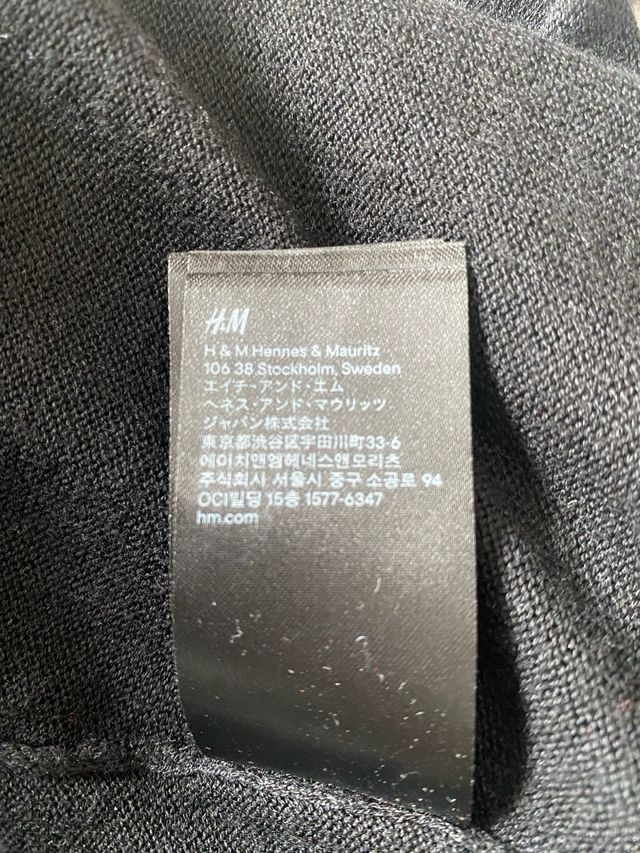 H&M
H & M Hennes & Mauritz
106 38 Stockholm, Sweden
エイチ・アンド・エム
ヘネス・アンド・マウリッツ
ジャパン株式会社
東京都渋谷区宇田川町33-6
에이치앤엠헤네스앤모리츠
주식회사 서울시 중구 소공로 94
OCI빌딩 15층 1577-6347
hm.com